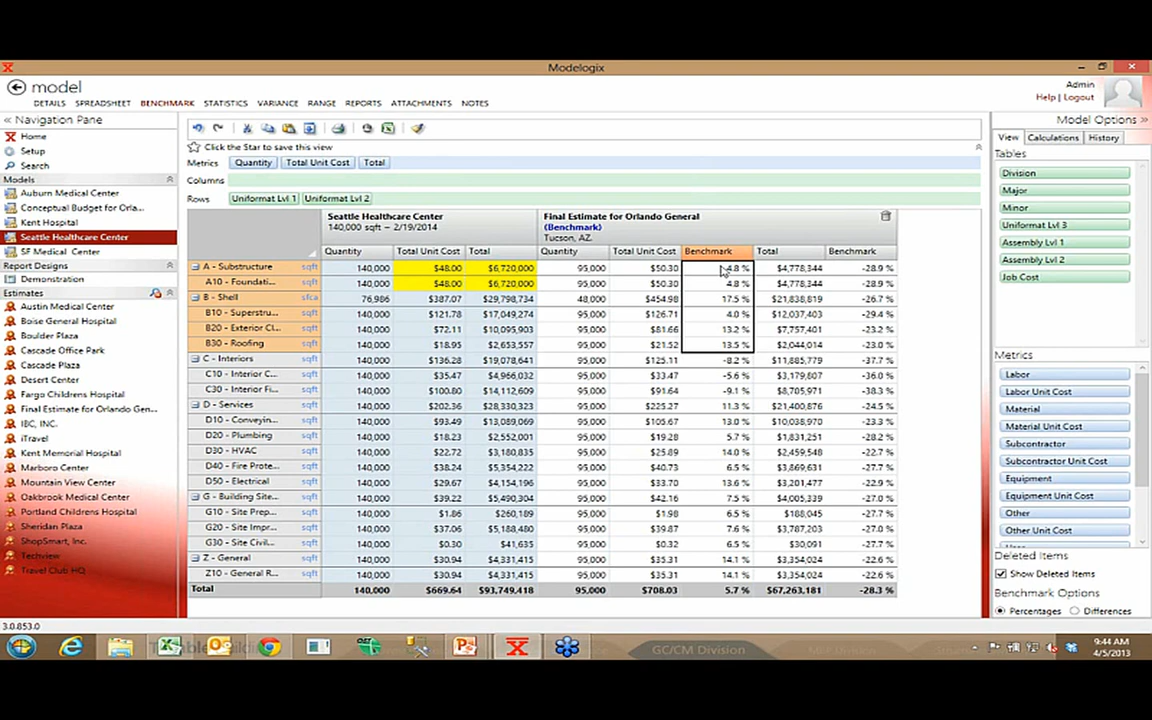 Modelogix
model
Admin
Help | Logout
DETAILS SPREADSHEET BENCHMARK STATISTICS VARIANCE RANGE REPORTS ATTACHMENTS NOTES
« Navigation Pane
Home
Setup
Search
Models
Auburn Medical Center
Conceptual Budget for Orla...
Kent Hospital
Seattle Healthcare Center
SF Medical Center
Report Designs
Demonstration
Estimates
Austin Medical Center
Boise General Hospital
Boulder Plaza
Cascade Office Park
Cascade Plaza
Desert Center
Fargo Childrens Hospital
Final Estimate for Orlando Gen...
IBC, INC.
iTravel
Kent Memorial Hospital
Marboro Center
Mountain View Center
Oakbrook Medical Center
Portland Childrens Hospital
Sheridan Plaza
ShopSmart, Inc.
Techview
Travel Club HQ
3.0.853.0
Click the Star to save this view
Metrics Quantity Total Unit Cost Total
Columns
Rows Uniformat Lvl 1 Uniformat Lvl 2
Seattle Healthcare Center
140,000 sqft – 2/19/2014
Final Estimate for Orlando General
(Benchmark)
Tucson, AZ.
Quantity Total Unit Cost Total Quantity Total Unit Cost Benchmark Total Benchmark
A - Substructure sqft 140,000 $48.00 $6,720,000 95,000 $50.30 4.8 % $4,778,344 -28.9 %
A10 - Foundati... sqft 140,000 $48.00 $6,720,000 95,000 $50.30 4.8 % $4,778,344 -28.9 %
B - Shell sfca 76,986 $387.07 $29,798,734 48,000 $454.98 17.5 % $21,838,819 -26.7 %
B10 - Superstru... sqft 140,000 $121.78 $17,049,274 95,000 $126.71 4.0 % $12,037,403 -29.4 %
B20 - Exterior Cl... sqft 140,000 $72.11 $10,095,903 95,000 $81.66 13.2 % $7,757,401 -23.2 %
B30 - Roofing sqft 140,000 $18.95 $2,653,557 95,000 $21.52 13.5 % $2,044,014 -23.0 %
C - Interiors sqft 140,000 $136.28 $19,078,641 95,000 $125.11 -8.2 % $11,885,779 -37.7 %
C10 - Interior C... sqft 140,000 $35.47 $4,966,032 95,000 $33.47 -5.6 % $3,179,807 -36.0 %
C30 - Interior Fi... sqft 140,000 $100.80 $14,112,609 95,000 $91.64 -9.1 % $8,705,971 -38.3 %
D - Services sqft 140,000 $202.36 $28,330,323 95,000 $225.27 11.3 % $21,400,876 -24.5 %
D10 - Conveyin... sqft 140,000 $93.49 $13,089,069 95,000 $105.67 13.0 % $10,038,970 -23.3 %
D20 - Plumbing sqft 140,000 $18.23 $2,552,001 95,000 $19.28 5.7 % $1,831,251 -28.2 %
D30 - HVAC sqft 140,000 $22.72 $3,180,835 95,000 $25.89 14.0 % $2,459,548 -22.7 %
D40 - Fire Prote... sqft 140,000 $38.24 $5,354,222 95,000 $40.73 6.5 % $3,869,631 -27.7 %
D50 - Electrical sqft 140,000 $29.67 $4,154,196 95,000 $33.70 13.6 % $3,201,477 -22.9 %
G - Building Site... sqft 140,000 $39.22 $5,490,304 95,000 $42.16 7.5 % $4,005,339 -27.0 %
G10 - Site Prep... sqft 140,000 $1.86 $260,189 95,000 $1.98 6.5 % $188,045 -27.7 %
G20 - Site Impr... sqft 140,000 $37.06 $5,188,480 95,000 $39.87 7.6 % $3,787,203 -27.0 %
G30 - Site Civil... sqft 140,000 $0.30 $41,635 95,000 $0.32 6.5 % $30,091 -27.7 %
Z - General sqft 140,000 $30.94 $4,331,415 95,000 $35.31 14.1 % $3,354,024 -22.6 %
Z10 - General R... sqft 140,000 $30.94 $4,331,415 95,000 $35.31 14.1 % $3,354,024 -22.6 %
Total 140,000 $669.64 $93,749,418 95,000 $708.03 5.7 % $67,263,181 -28.3 %
Model Options »
View Calculations History
Tables
Division
Major
Minor
Uniformat Lvl 3
Assembly Lvl 1
Assembly Lvl 2
Job Cost
Metrics
Labor
Labor Unit Cost
Material
Material Unit Cost
Subcontractor
Subcontractor Unit Cost
Equipment
Equipment Unit Cost
Other
Other Unit Cost
Deleted Items
Show Deleted Items
Benchmark Options
Percentages Differences
GC/CM Division
9:44 AM
4/5/2013